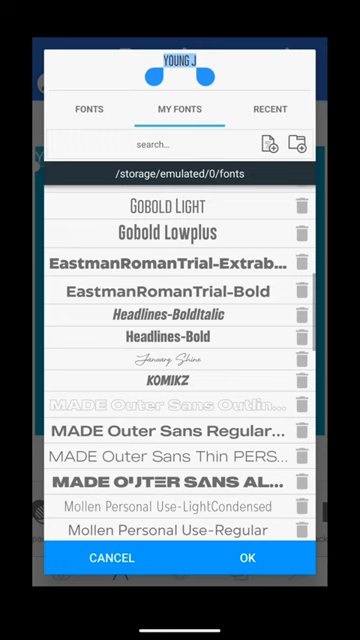 YOUNG J
FONTS
MY FONTS
RECENT
search...
/storage/emulated/0/fonts
GOBOLD LIGHT
GOBOLD LOWPLUS
EastmanRomanTrial-Extrab...
EastmanRomanTrial-Bold
Headlines-BoldItalic
Headlines-Bold
January Shine
KOMIKZ
MADE Outer Sans Outlin...
MADE Outer Sans Regular...
MADE Outer Sans Thin PERS...
MADE OUTER SANS AL...
Mollen Personal Use-LightCondensed
Mollen Personal Use-Regular
CANCEL
OK